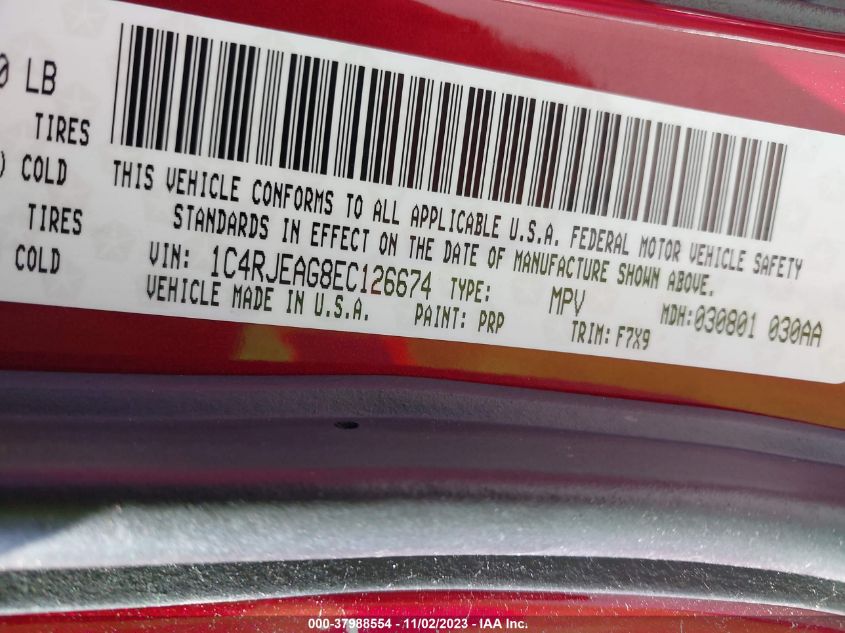 0 LB
TIRES
) COLD
TIRES
COLD
THIS VEHICLE CONFORMS TO ALL APPLICABLE U.S.A. FEDERAL MOTOR VEHICLE SAFETY
STANDARDS IN EFFECT ON THE DATE OF MANUFACTURE SHOWN ABOVE.
VIN: 1C4RJEAG8EC126674 TYPE: MPV MDH:030801 030AA
VEHICLE MADE IN U.S.A. PAINT: PRP TRIM: F7X9
000-37988554 - 11/02/2023 - IAA Inc.